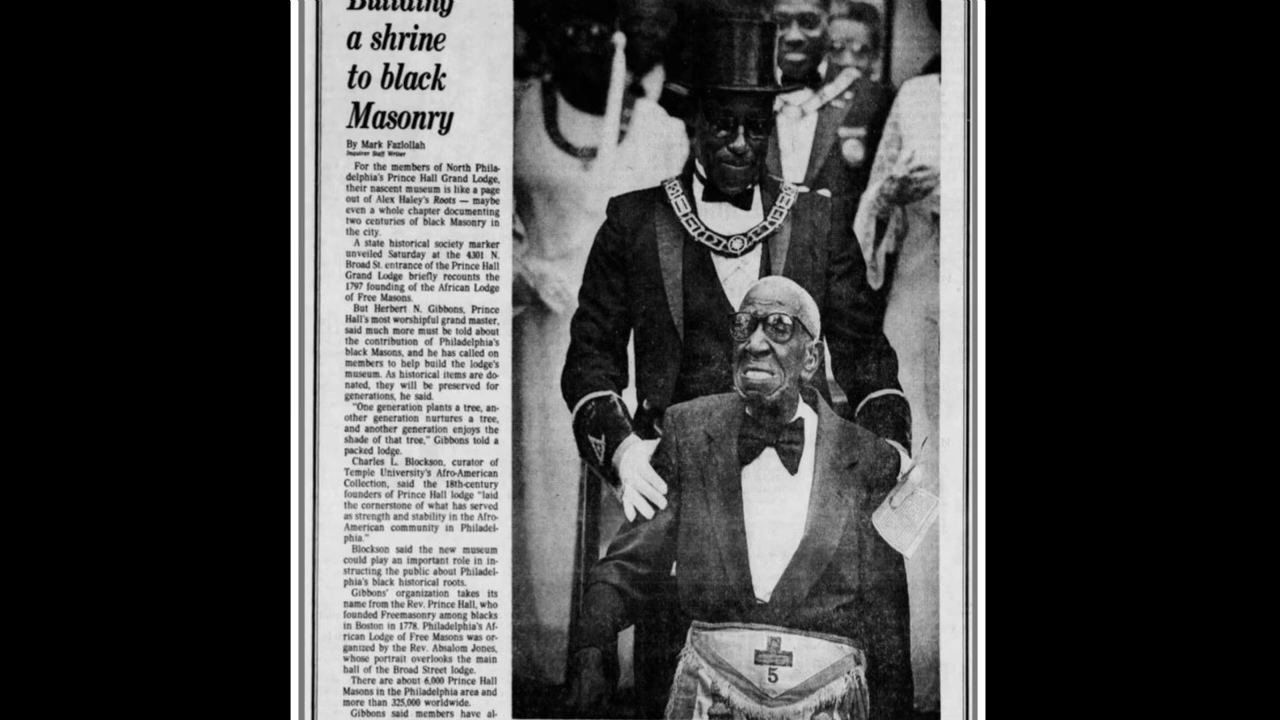 Building
a shrine
to black
Masonry
By Mark Fazlollah
Inquirer Staff Writer
For the members of North Phila-
delphia's Prince Hall Grand Lodge,
their nascent museum is like a page
out of Alex Haley's Roots — maybe
even a whole chapter documenting
two centuries of black Masonry in
the city.
A state historical society marker
unveiled Saturday at the 4301 N.
Broad St. entrance of the Prince Hall
Grand Lodge briefly recounts the
1797 founding of the African Lodge
of Free Masons.
But Herbert N. Gibbons, Prince
Hall's most worshipful grand master,
said much more must be told about
the contribution of Philadelphia's
black Masons, and he has called on
members to help build the lodge's
museum. As historical items are do-
nated, they will be preserved for
generations, he said.
"One generation plants a tree, an-
other generation nurtures a tree,
and another generation enjoys the
shade of that tree," Gibbons told a
packed lodge.
Charles L. Blockson, curator of
Temple University's Afro-American
Collection, said the 18th-century
founders of Prince Hall lodge "laid
the cornerstone of what has served
as strength and stability in the Afro-
American community in Philadel-
phia."
Blockson said the new museum
could play an important role in in-
structing the public about Philadel-
phia's black historical roots.
Gibbons' organization takes its
name from the Rev. Prince Hall, who
founded Freemasonry among blacks
in Boston in 1778. Philadelphia's Af-
rican Lodge of Free Masons was or-
ganized by the Rev. Absalom Jones,
whose portrait overlooks the main
hall of the Broad Street lodge.
There are about 6,000 Prince Hall
Masons in the Philadelphia area and
more than 325,000 worldwide.
Gibbons said members have al-
5